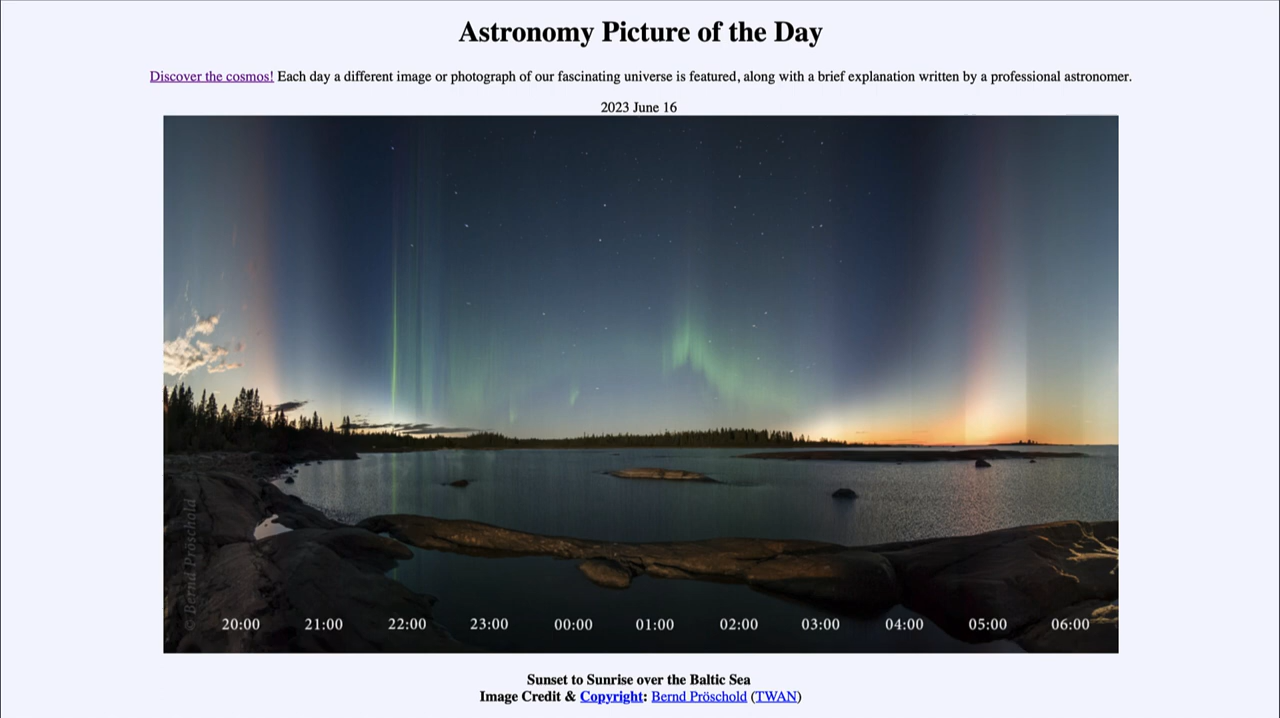 Astronomy Picture of the Day
Discover the cosmos! Each day a different image or photograph of our fascinating universe is featured, along with a brief explanation written by a professional astronomer.
2023 June 16
© Bernd Pröschold
20:00 21:00 22:00 23:00 00:00 01:00 02:00 03:00 04:00 05:00 06:00
Sunset to Sunrise over the Baltic Sea
Image Credit & Copyright: Bernd Pröschold (TWAN)